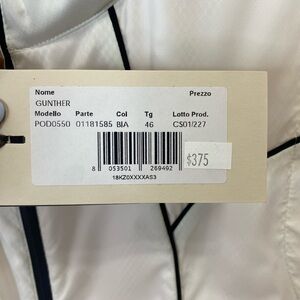 Nome Prezzo
GUNTHER
Modello Parte Col Tg Lotto Prod.
POD0550 01181585 BIA 46 CS01/227
8 053501 269492
$375
18KZ0XXXXAS3